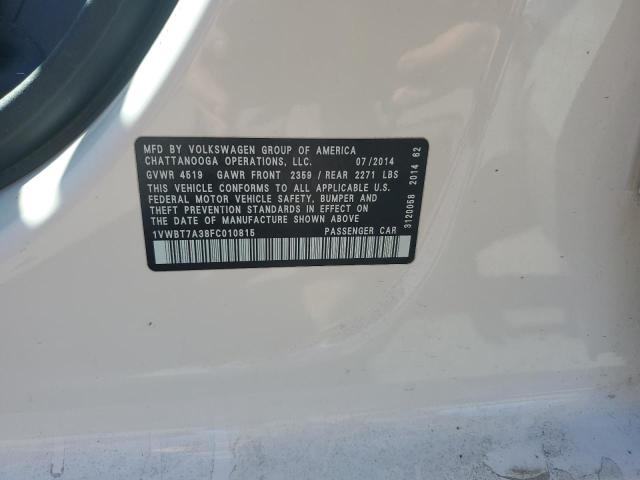 MFD BY VOLKSWAGEN GROUP OF AMERICA
CHATTANOOGA OPERATIONS, LLC. 07/2014
GVWR 4519 GAWR FRONT 2359 / REAR 2271 LBS
THIS VEHICLE CONFORMS TO ALL APPLICABLE U.S.
FEDERAL MOTOR VEHICLE SAFETY, BUMPER AND
THEFT PREVENTION STANDARDS IN EFFECT ON THE
DATE OF MANUFACTURE SHOWN ABOVE
1VWBT7A38FC010815 PASSENGER CAR
3120058 2014 62